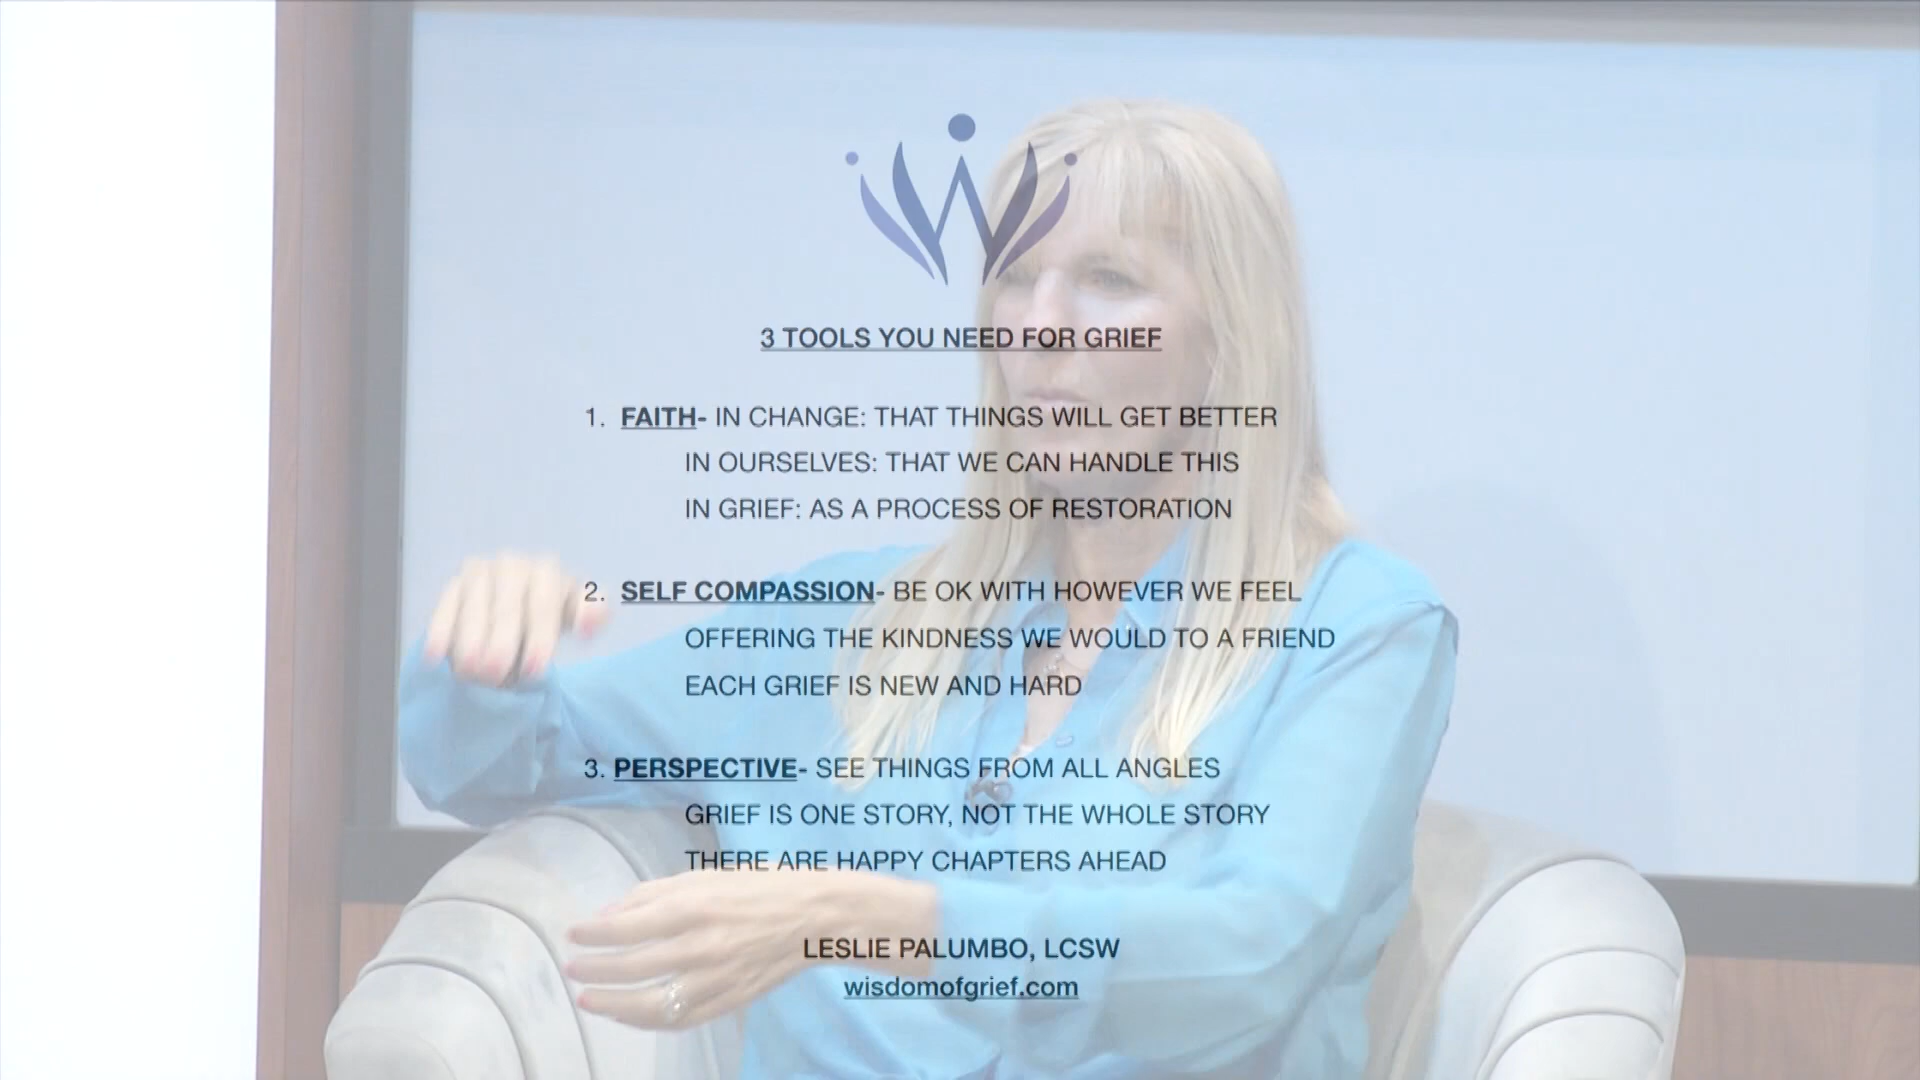 3 TOOLS YOU NEED FOR GRIEF
1. FAITH- IN CHANGE: THAT THINGS WILL GET BETTER
IN OURSELVES: THAT WE CAN HANDLE THIS
IN GRIEF: AS A PROCESS OF RESTORATION
2. SELF COMPASSION- BE OK WITH HOWEVER WE FEEL
OFFERING THE KINDNESS WE WOULD TO A FRIEND
EACH GRIEF IS NEW AND HARD
3. PERSPECTIVE- SEE THINGS FROM ALL ANGLES
GRIEF IS ONE STORY, NOT THE WHOLE STORY
THERE ARE HAPPY CHAPTERS AHEAD
LESLIE PALUMBO, LCSW
wisdomofgrief.com